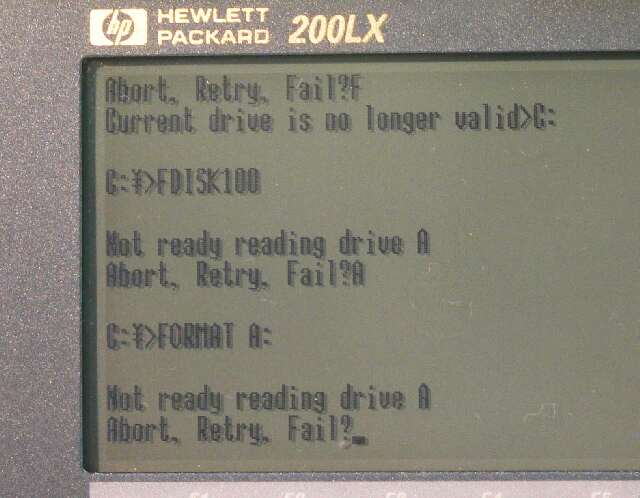 hp HEWLETT
PACKARD 200LX
Abort, Retry, Fail?F
Current drive is no longer valid>C:
C:¥>FDISK100
Not ready reading drive A
Abort, Retry, Fail?A
C:¥>FORMAT A:
Not ready reading drive A
Abort, Retry, Fail?_